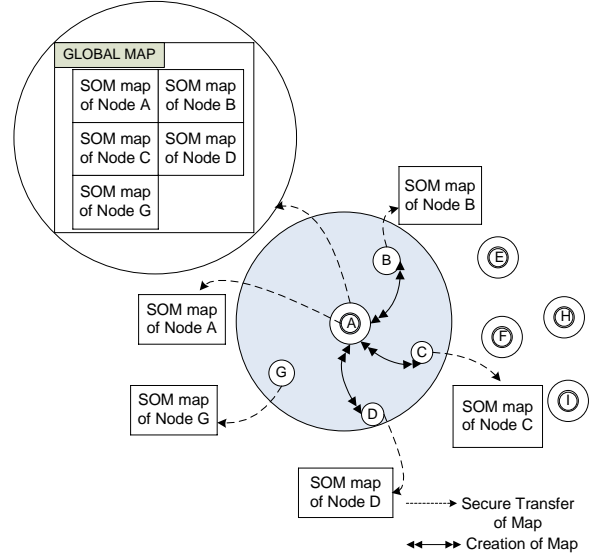 GLOBAL MAP
SOM map
of Node A
SOM map
of Node B
SOM map
of Node C
SOM map
of Node D
SOM map
of Node G
SOM map
of Node B
B
E
SOM map
of Node A
A
H
F
C
G
SOM map
of Node G
D
SOM map
of Node C
I
SOM map
of Node D
Secure Transfer
of Map
Creation of Map